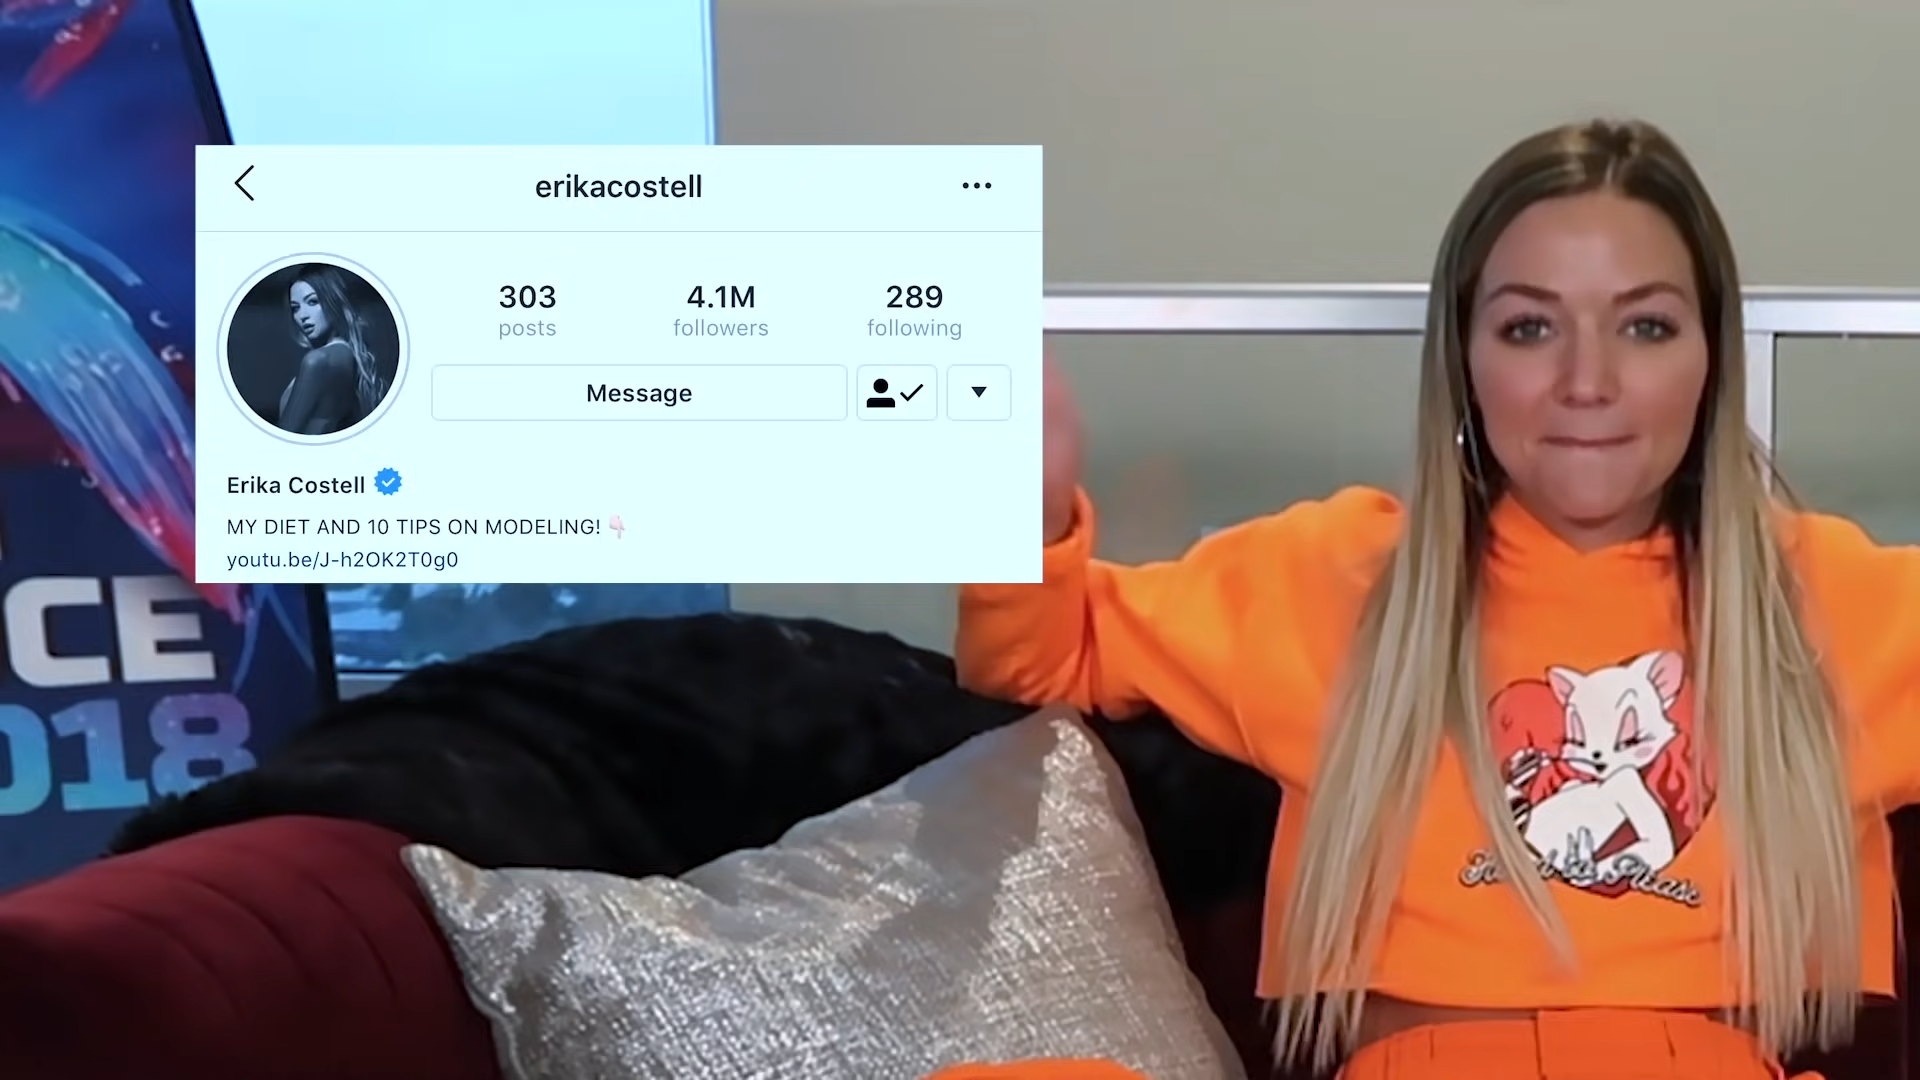 erikacostell
303
posts
4.1M
followers
289
following
Message
Erika Costell
MY DIET AND 10 TIPS ON MODELING!
youtu.be/J-h2OK2T0g0
CE
018
Please